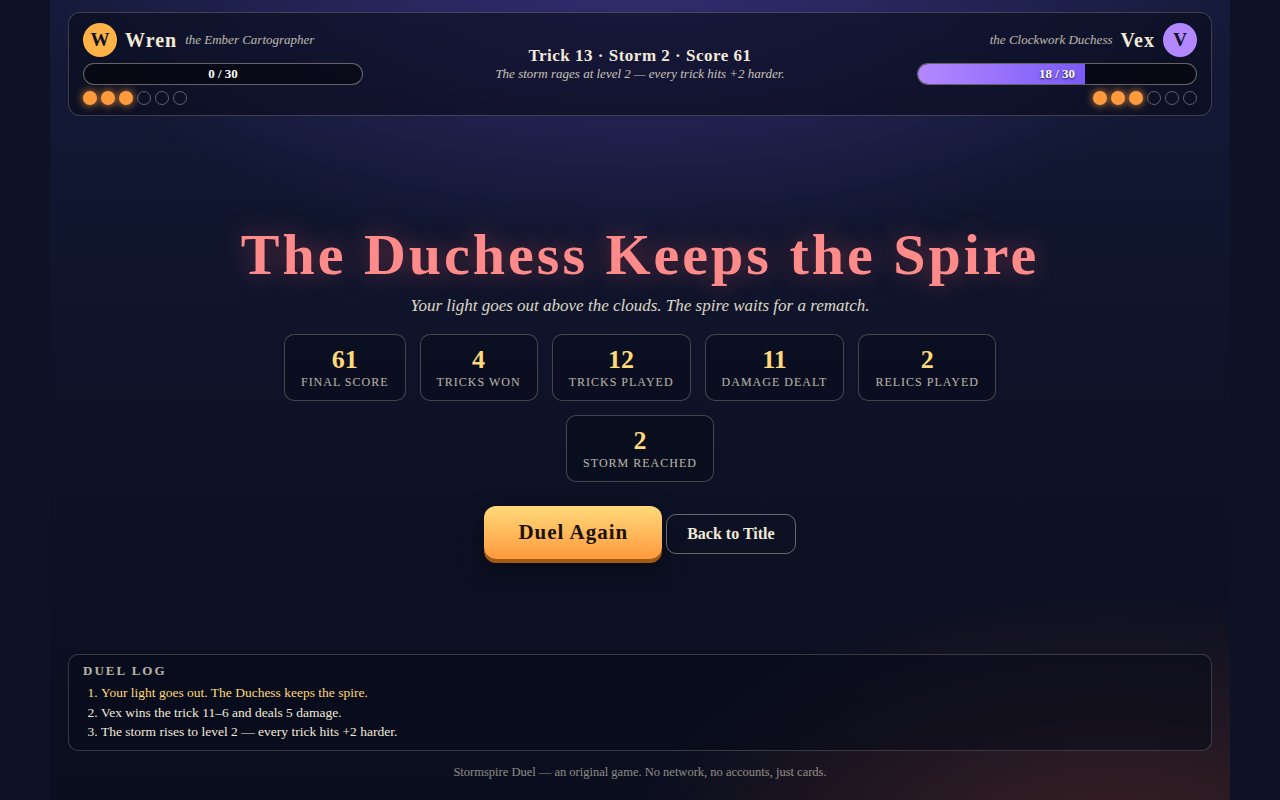 W Wren the Ember Cartographer
0 / 30
Trick 13 · Storm 2 · Score 61
The storm rages at level 2 — every trick hits +2 harder.
the Clockwork Duchess Vex V
18 / 30
The Duchess Keeps the Spire
Your light goes out above the clouds. The spire waits for a rematch.
61
FINAL SCORE
4
TRICKS WON
12
TRICKS PLAYED
11
DAMAGE DEALT
2
RELICS PLAYED
2
STORM REACHED
Duel Again
Back to Title
DUEL LOG
1. Your light goes out. The Duchess keeps the spire.
2. Vex wins the trick 11–6 and deals 5 damage.
3. The storm rises to level 2 — every trick hits +2 harder.
Stormspire Duel — an original game. No network, no accounts, just cards.